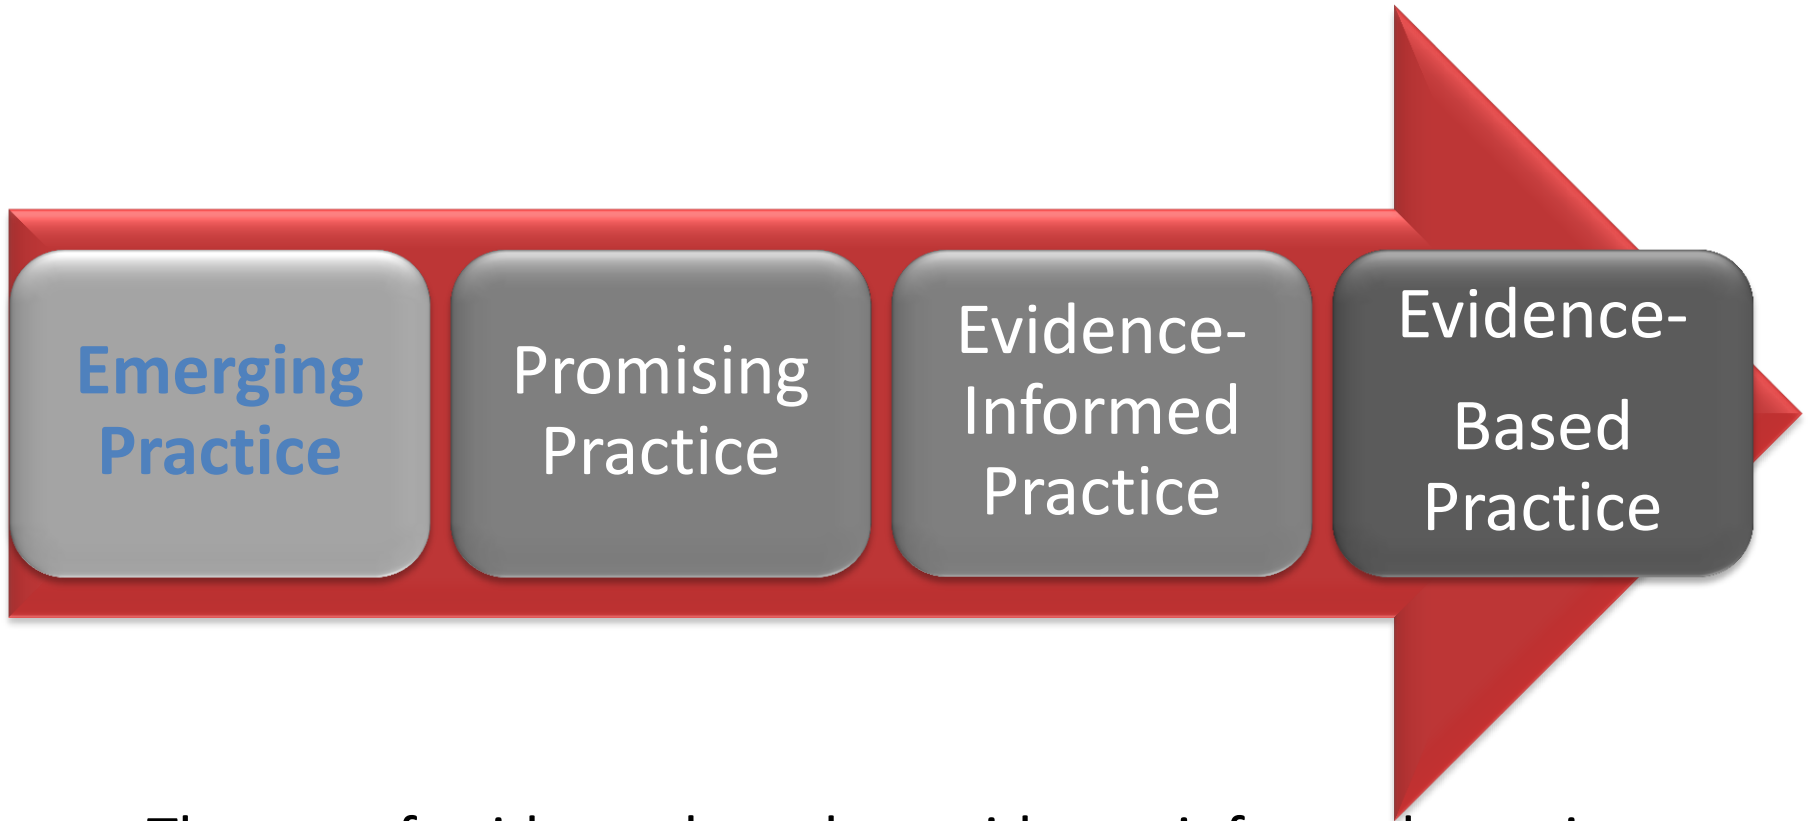 Emerging
Practice
Promising
Practice
Evidence-
Informed
Practice
Evidence-
Based
Practice